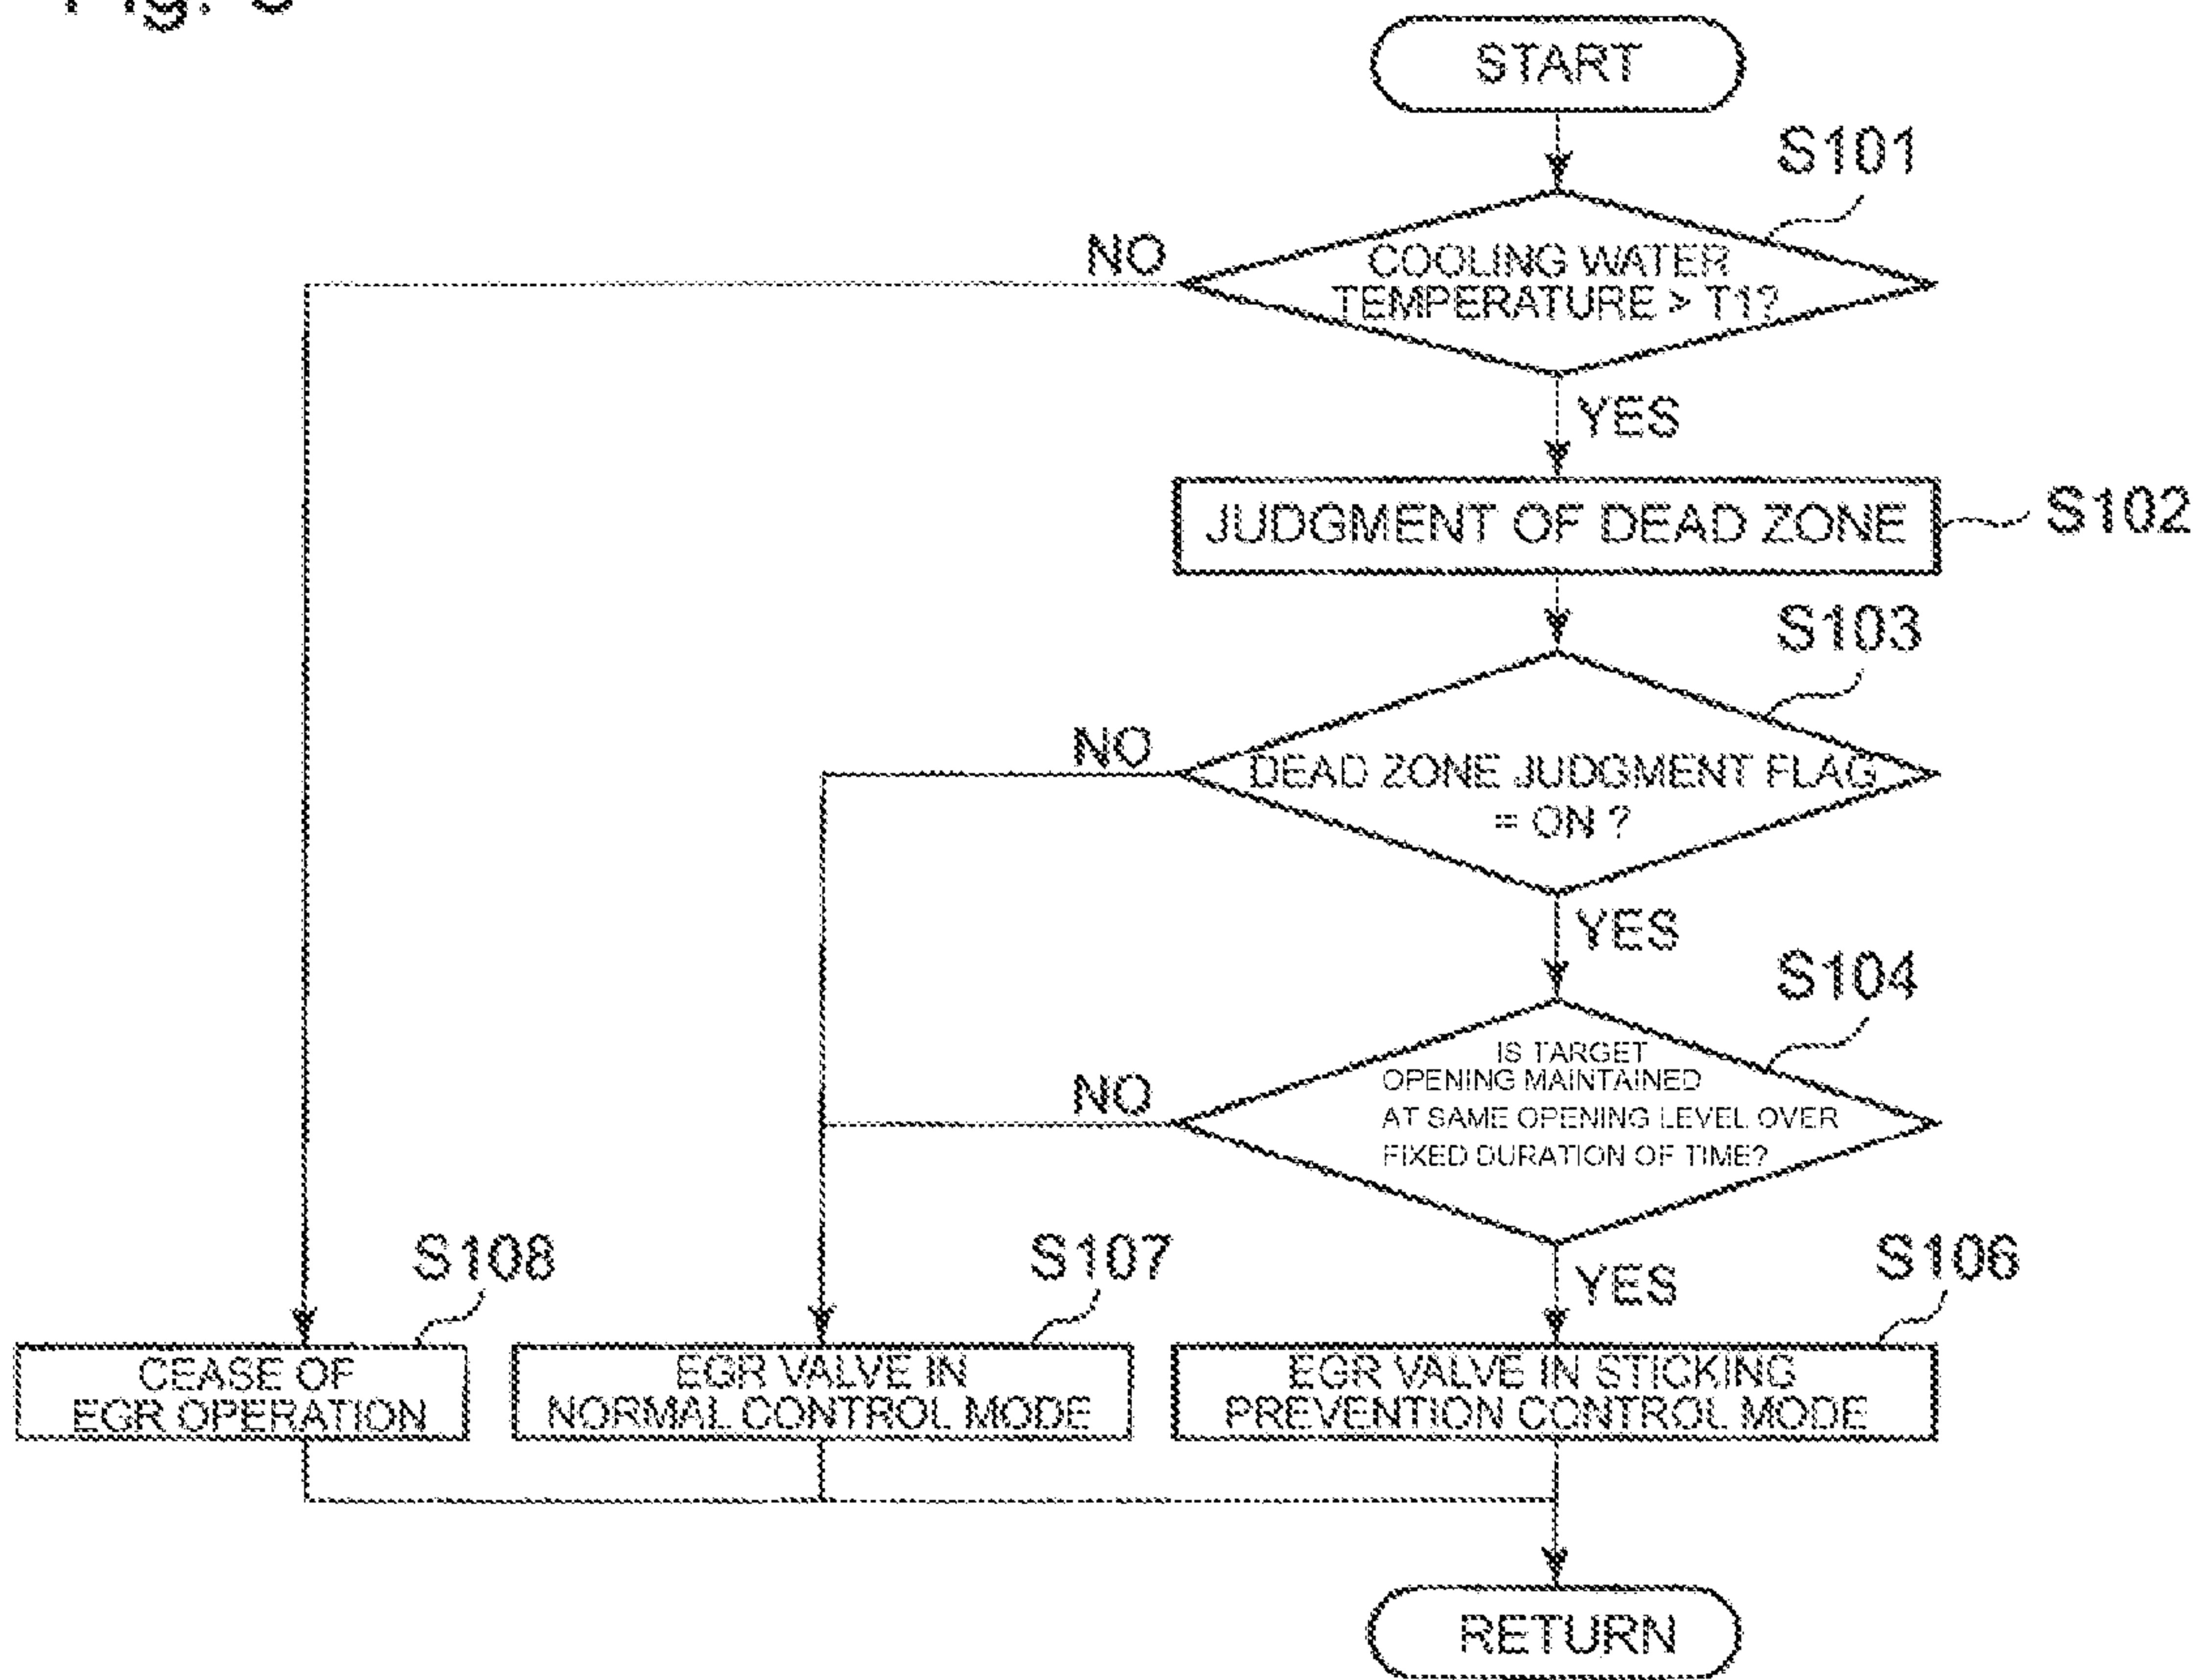 START
S101
NO
COOLING WATER
TEMPERATURE > T1?
YES
JUDGMENT OF DEAD ZONE
S102
S103
NO
DEAD ZONE JUDGMENT FLAG
= ON ?
YES
S104
NO
IS TARGET
OPENING MAINTAINED
AT SAME OPENING LEVEL OVER
FIXED DURATION OF TIME?
YES
S108
CEASE OF
EGR OPERATION
S107
EGR VALVE IN
NORMAL CONTROL MODE
S106
EGR VALVE IN STICKING
PREVENTION CONTROL MODE
RETURN